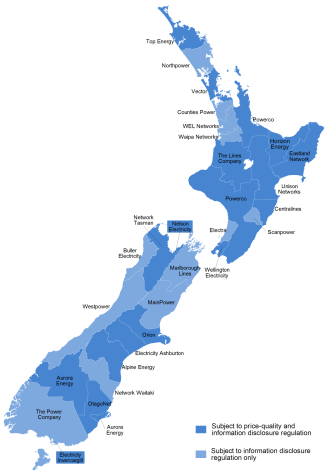 Top Energy
Northpower
Vector
Counties Power
Powerco
WEL Networks
Waipa Networks
Horizon
Energy
Eastland
Network
The Lines
Company
Unison
Networks
Powerco
Centralines
Scanpower
Electra
Network
Tasman
Nelson
Electricity
Buller
Electricity
Marlborough
Lines
Wellington
Electricity
MainPower
Westpower
Orion
Electricity Ashburton
Alpine Energy
Aurora
Energy
Network Waitaki
OtagoNet
The Power
Company
Aurora
Energy
Electricity
Invercargill
Subject to price-quality and
information disclosure regulation
Subject to information disclosure
regulation only